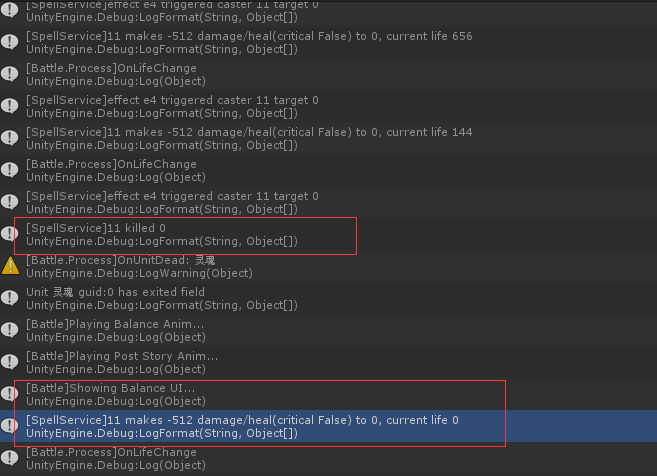 [SpellService]effect e4 triggered caster 11 target 0
UnityEngine.Debug:LogFormat(String, Object[])
[SpellService]11 makes -512 damage/heal(critical False) to 0, current life 656
UnityEngine.Debug:LogFormat(String, Object[])
[Battle.Process]OnLifeChange
UnityEngine.Debug:Log(Object)
[SpellService]effect e4 triggered caster 11 target 0
UnityEngine.Debug:LogFormat(String, Object[])
[SpellService]11 makes -512 damage/heal(critical False) to 0, current life 144
UnityEngine.Debug:LogFormat(String, Object[])
[Battle.Process]OnLifeChange
UnityEngine.Debug:Log(Object)
[SpellService]effect e4 triggered caster 11 target 0
UnityEngine.Debug:LogFormat(String, Object[])
[SpellService]11 killed 0
UnityEngine.Debug:LogFormat(String, Object[])
[Battle.Process]OnUnitDead: 灵魂
UnityEngine.Debug:LogWarning(Object)
Unit 灵魂 guid:0 has exited field
UnityEngine.Debug:LogFormat(String, Object[])
[Battle]Playing Balance Anim...
UnityEngine.Debug:Log(Object)
[Battle]Playing Post Story Anim...
UnityEngine.Debug:Log(Object)
[Battle]Showing Balance UI...
UnityEngine.Debug:Log(Object)
[SpellService]11 makes -512 damage/heal(critical False) to 0, current life 0
UnityEngine.Debug:LogFormat(String, Object[])
[Battle.Process]OnLifeChange
UnityEngine.Debug:Log(Object)